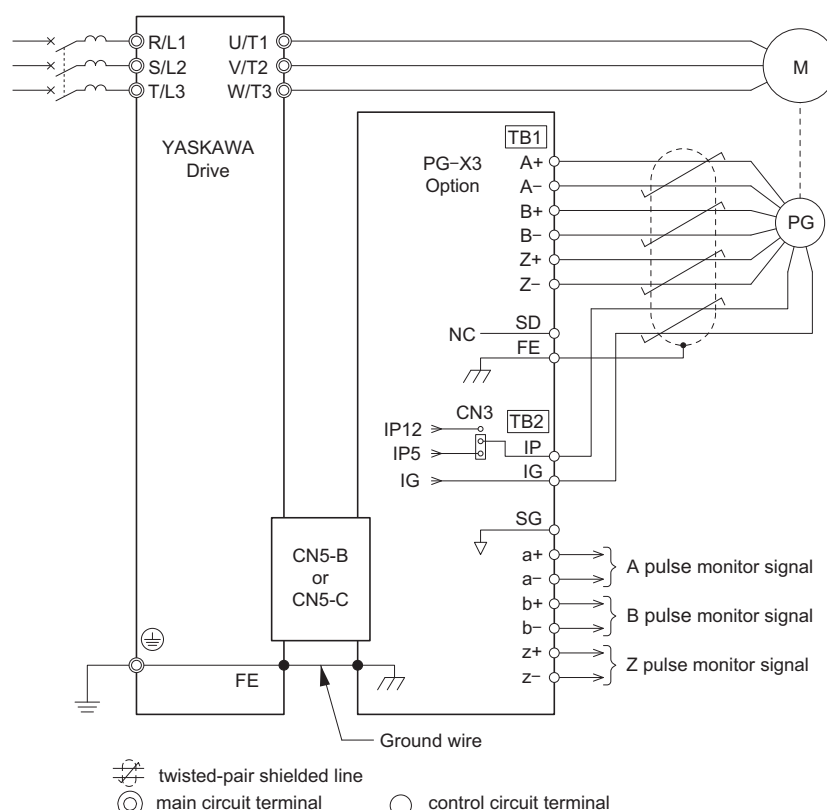 R/L1
S/L2
T/L3
U/T1
V/T2
W/T3
M
YASKAWA
Drive
PG-X3
Option
TB1
A+
A-
B+
B-
Z+
Z-
PG
SD
NC
FE
CN3
TB2
IP12
IP
IP5
IG
IG
SG
CN5-B
or
CN5-C
a+
a-
A pulse monitor signal
b+
b-
B pulse monitor signal
z+
z-
Z pulse monitor signal
FE
Ground wire
twisted-pair shielded line
main circuit terminal
control circuit terminal